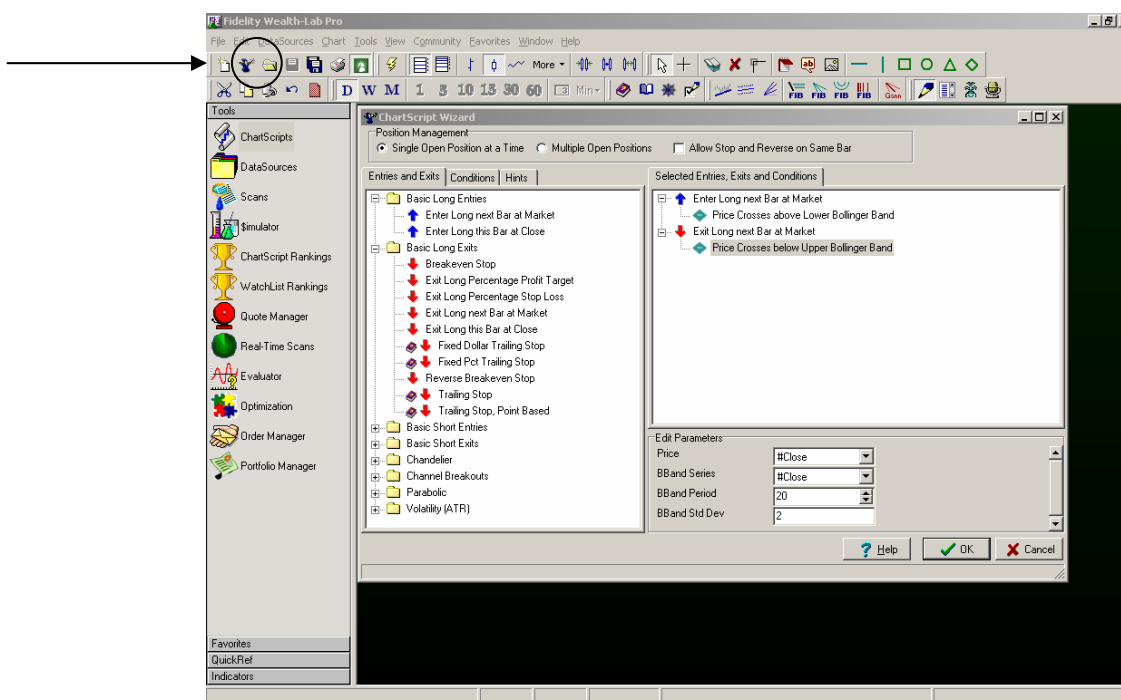 Fidelity Wealth-Lab Pro
File Edit DataSources Chart Tools View Community Favorites Window Help
More
D W M 1 5 10 15 30 60 Min FIB FIB FIB FIB Gann
Tools
ChartScripts
DataSources
Scans
$imulator
ChartScript Rankings
WatchList Rankings
Quote Manager
Real-Time Scans
Evaluator
Optimization
Order Manager
Portfolio Manager
Favorites
QuickRef
Indicators
ChartScript Wizard
Position Management
Single Open Position at a Time Multiple Open Positions Allow Stop and Reverse on Same Bar
Entries and Exits Conditions Hints
Basic Long Entries
Enter Long next Bar at Market
Enter Long this Bar at Close
Basic Long Exits
Breakeven Stop
Exit Long Percentage Profit Target
Exit Long Percentage Stop Loss
Exit Long next Bar at Market
Exit Long this Bar at Close
Fixed Dollar Trailing Stop
Fixed Pct Trailing Stop
Reverse Breakeven Stop
Trailing Stop
Trailing Stop, Point Based
Basic Short Entries
Basic Short Exits
Chandelier
Channel Breakouts
Parabolic
Volatility (ATR)
Selected Entries, Exits and Conditions
Enter Long next Bar at Market
Price Crosses above Lower Bollinger Band
Exit Long next Bar at Market
Price Crosses below Upper Bollinger Band
Edit Parameters
Price #Close
BBand Series #Close
BBand Period 20
BBand Std Dev 2
Help OK Cancel